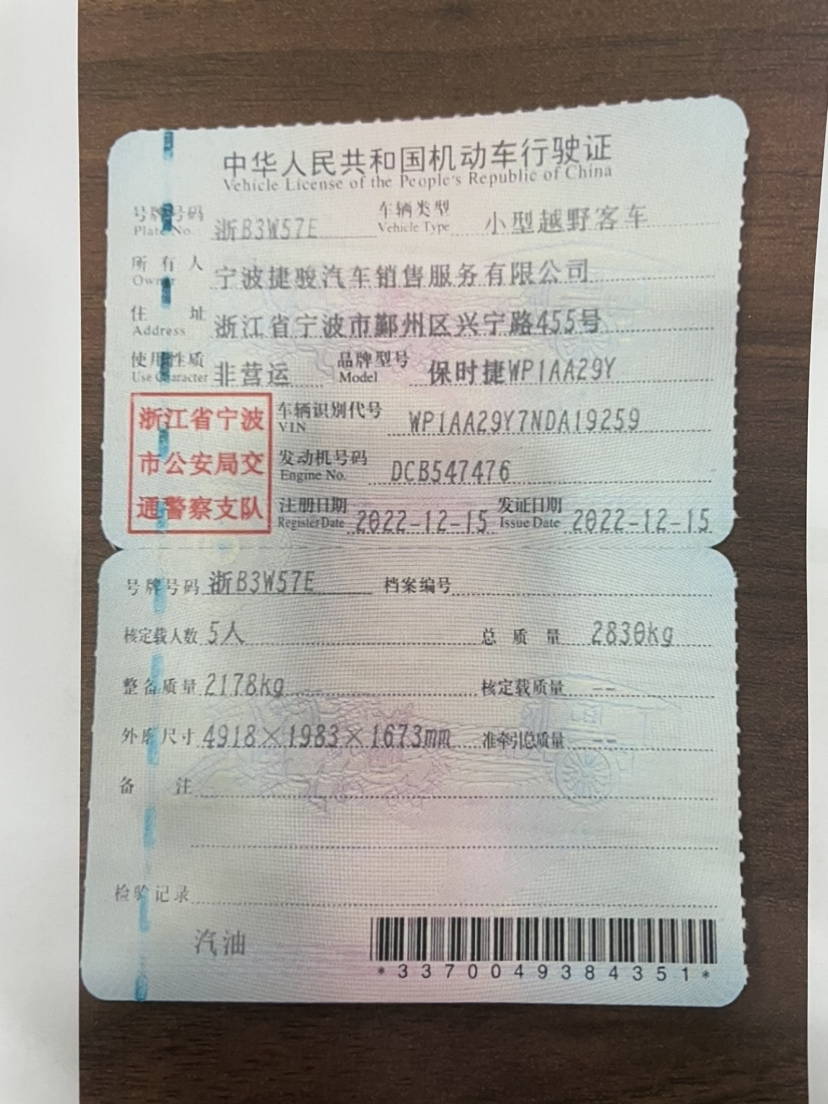 中华人民共和国机动车行驶证
Vehicle License of the People's Republic of China
号牌号码 浙B3W57E 车辆类型 小型越野客车
Plate No. Vehicle Type
所有人 宁波捷骏汽车销售服务有限公司
Owner
住址 浙江省宁波市鄞州区兴宁路455号
Address
使用性质 非营运 品牌型号 保时捷WP1AA29Y
Use Character Model
浙江省宁波
市公安局交
通警察支队
车辆识别代号 WP1AA29Y7NDA19259
VIN
发动机号码 DCB547476
Engine No.
注册日期 2022-12-15 发证日期 2022-12-15
Register Date Issue Date
号牌号码 浙B3W57E 档案编号
核定载人数 5人 总质量 2830kg
整备质量 2178kg 核定载质量 --
外廓尺寸 4918×1983×1673mm 准牵引总质量 --
备注
检验记录
汽油
*3370049384351*